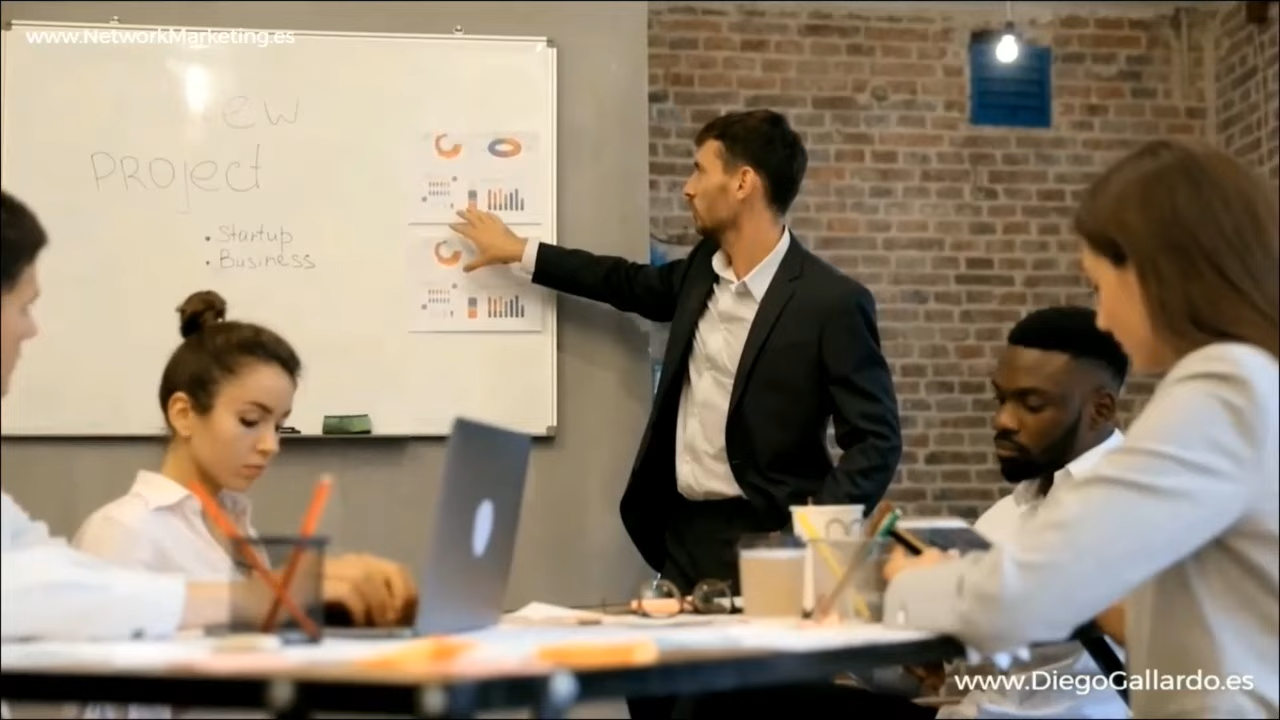 www.NetworkMarketing.es
ew
PROject
• Startup
• Business
www.DiegoGallardo.es